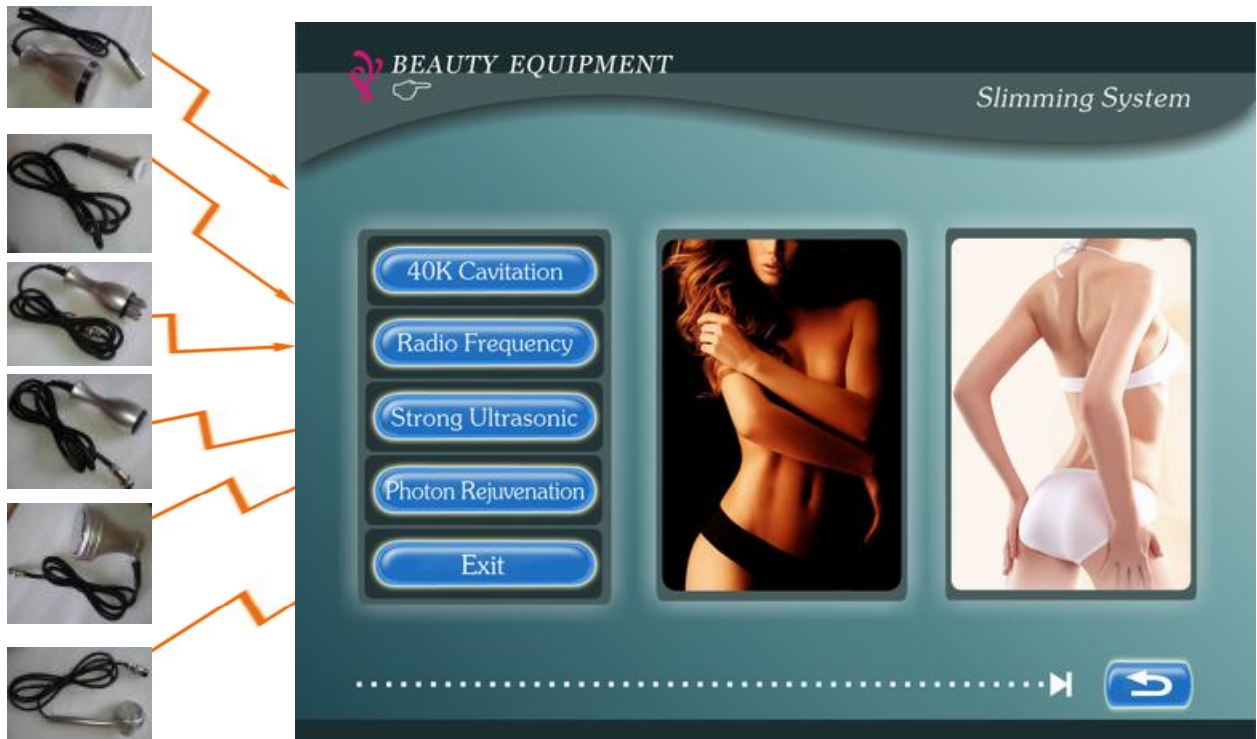 BEAUTY EQUIPMENT
Slimming System
40K Cavitation
Radio Frequency
Strong Ultrasonic
Photon Rejuvenation
Exit